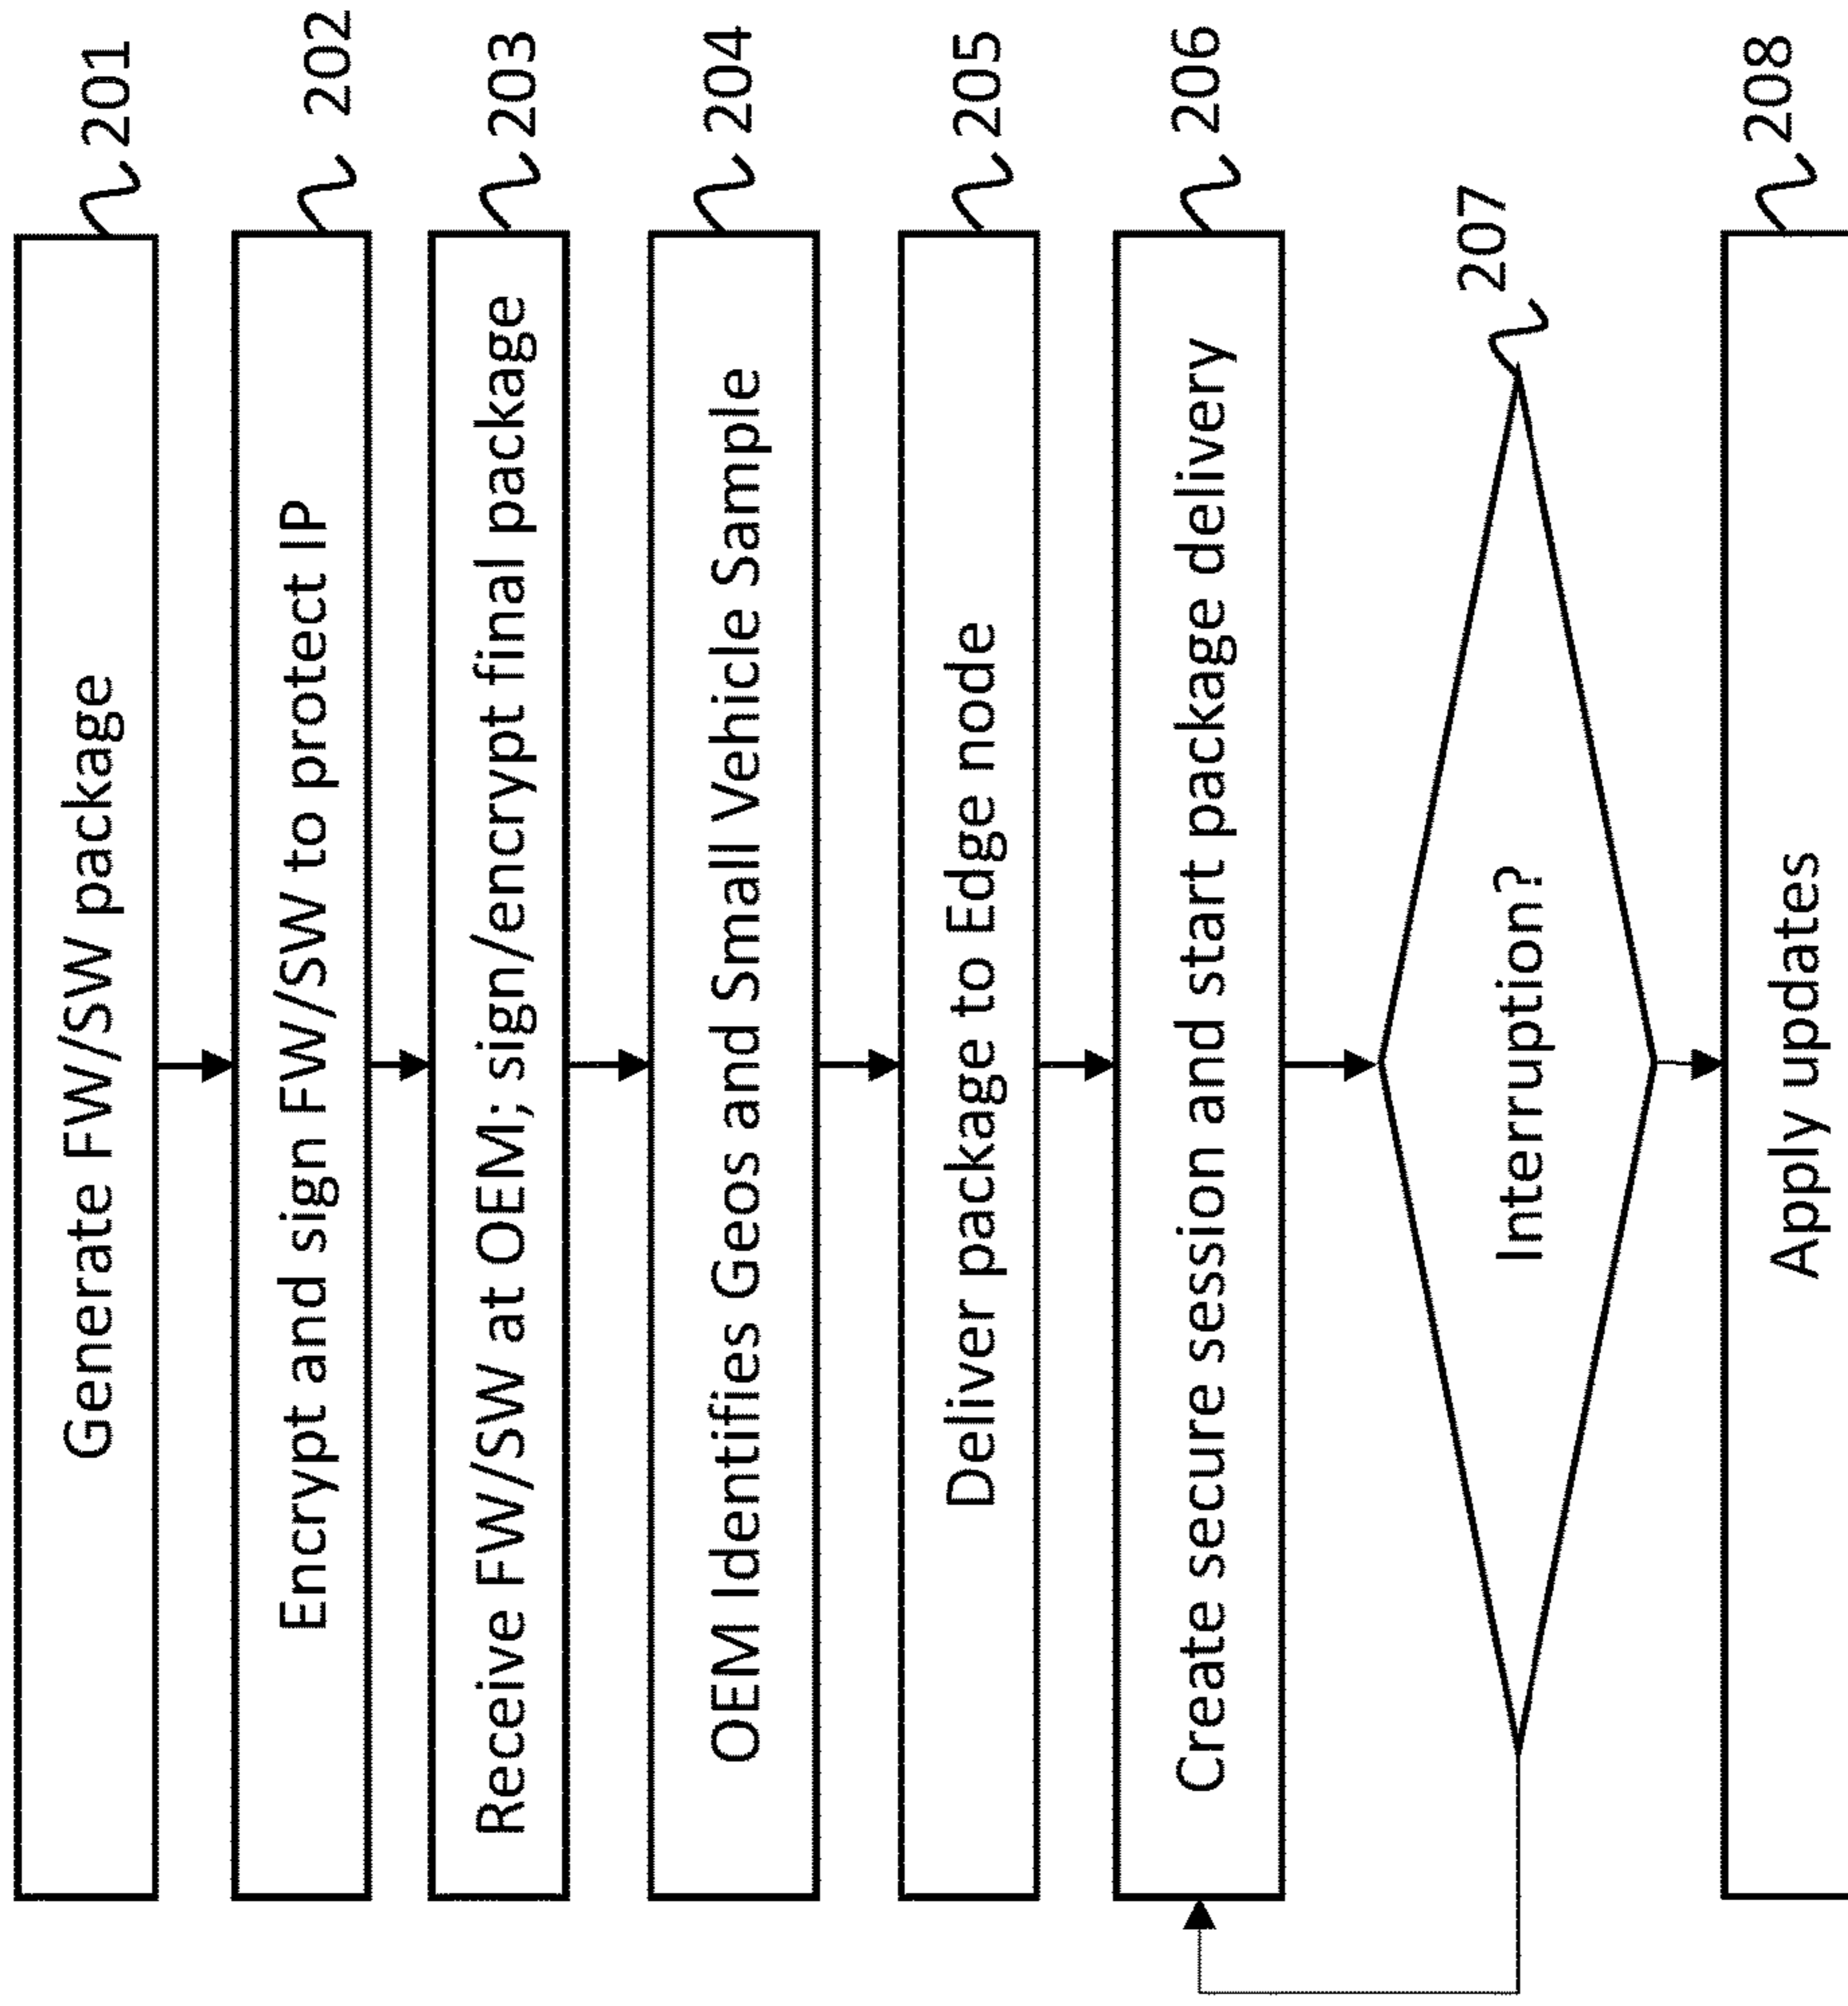 Generate FW/SW package
201
Encrypt and sign FW/SW to protect IP
202
Receive FW/SW at OEM; sign/encrypt final package
203
OEM Identifies Geos and Small Vehicle Sample
204
Deliver package to Edge node
205
Create secure session and start package delivery
206
Interruption?
207
Apply updates
208